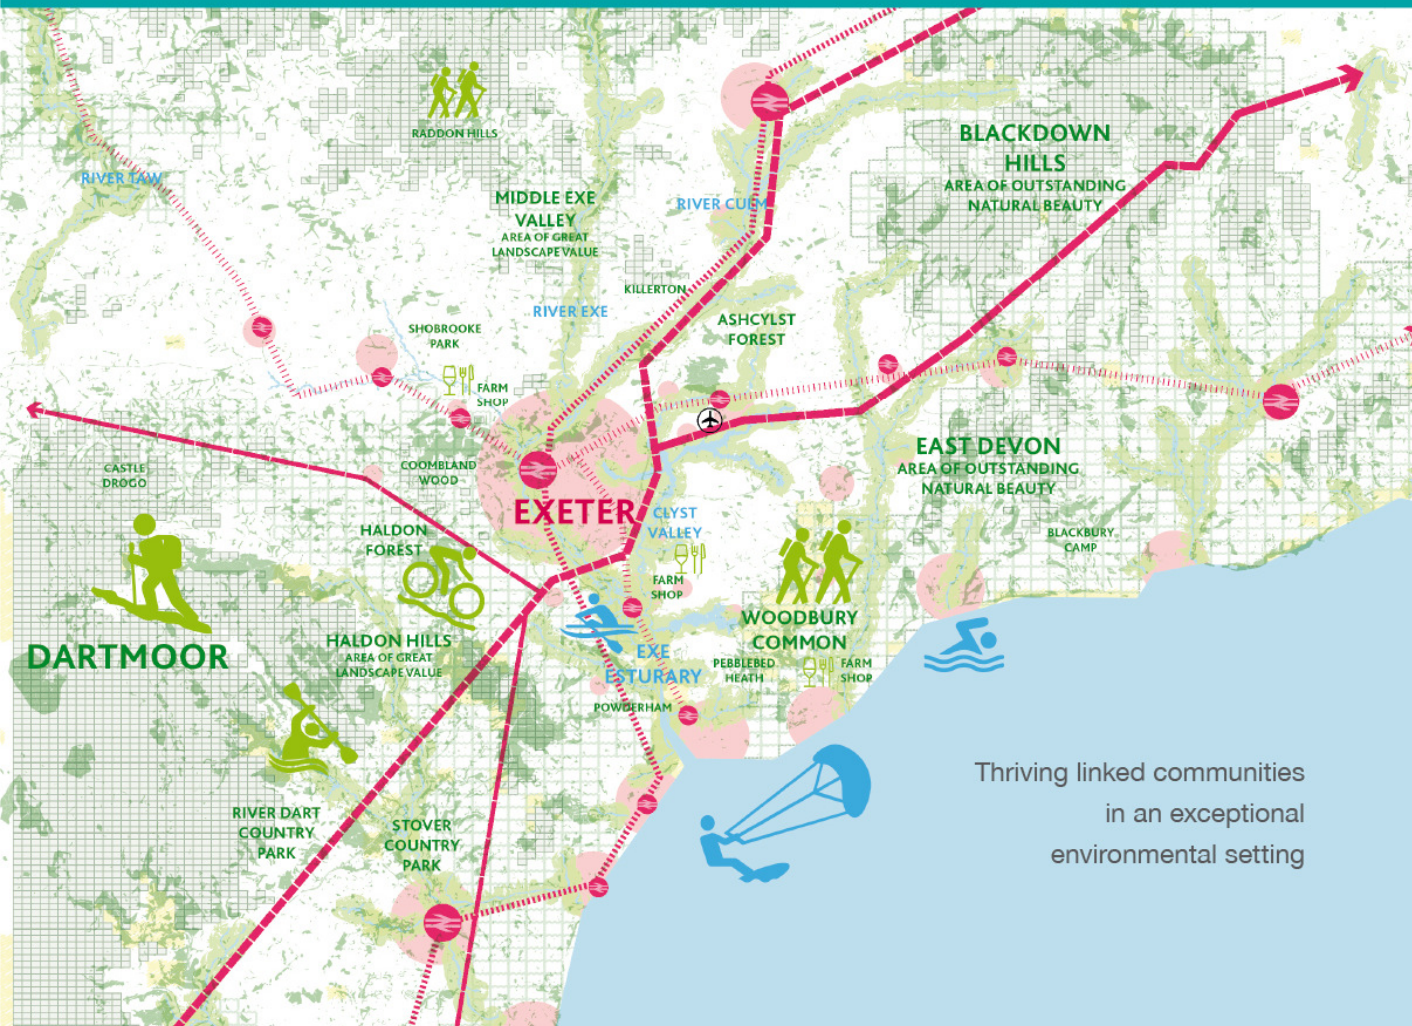 RADDON HILLS
BLACKDOWN
HILLS
AREA OF OUTSTANDING
NATURAL BEAUTY
RIVER TAW
MIDDLE EXE
VALLEY
AREA OF GREAT
LANDSCAPE VALUE
RIVER CULM
KILLERTON
RIVER EXE
ASHCYLST
FOREST
SHOBROOKE
PARK
FARM
SHOP
EAST DEVON
AREA OF OUTSTANDING
NATURAL BEAUTY
CASTLE
DROGO
COOMBLAND
WOOD
EXETER
CLYST
VALLEY
HALDON
FOREST
BLACKBURY
CAMP
FARM
SHOP
WOODBURY
COMMON
DARTMOOR
HALDON HILLS
AREA OF GREAT
LANDSCAPE VALUE
EXE
ESTURARY
PEBBLEBED
HEATH
FARM
SHOP
POWDERHAM
Thriving linked communities
in an exceptional
environmental setting
RIVER DART
COUNTRY
PARK
STOVER
COUNTRY
PARK